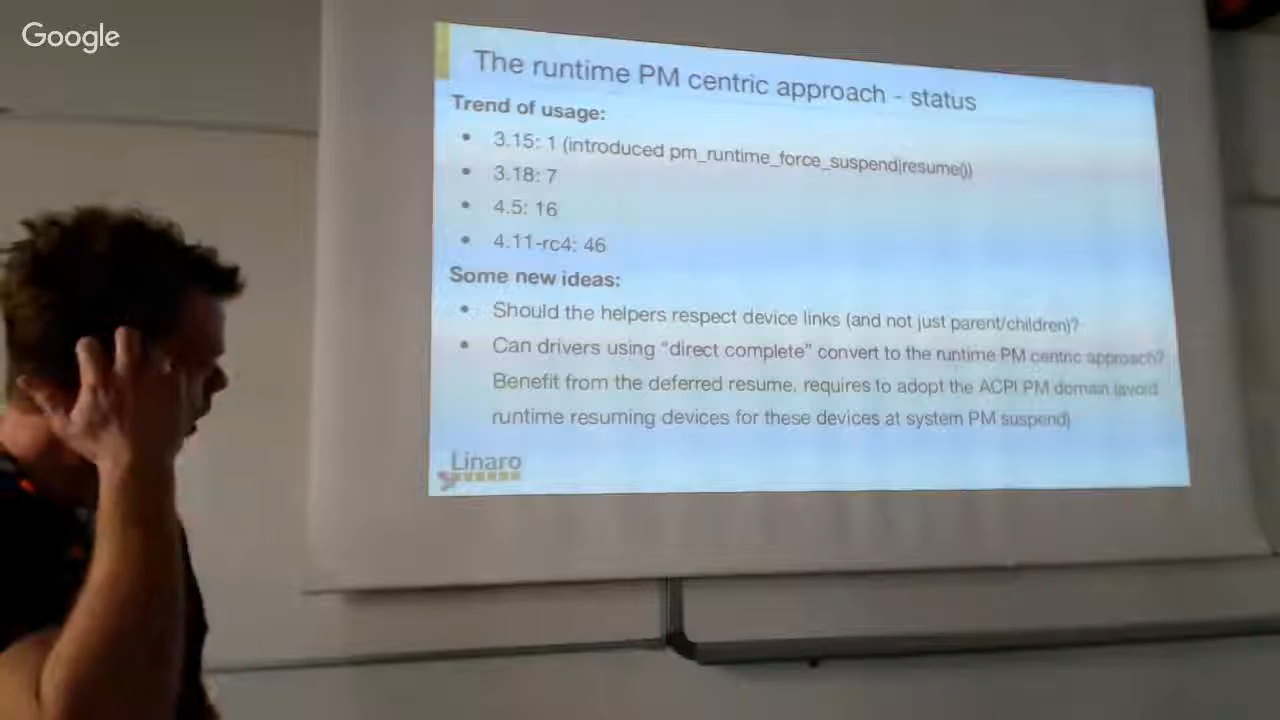 Google
The runtime PM centric approach - status
Trend of usage:
• 3.15: 1 (introduced pm_runtime_force_suspend|resume())
• 3.18: 7
• 4.5: 16
• 4.11-rc4: 46
Some new ideas:
• Should the helpers respect device links (and not just parent/children)?
• Can drivers using “direct complete” convert to the runtime PM centric approach?
Benefit from the deferred resume, requires to adopt the ACPI PM domain (avoid
runtime resuming devices for these devices at system PM suspend)
Linaro